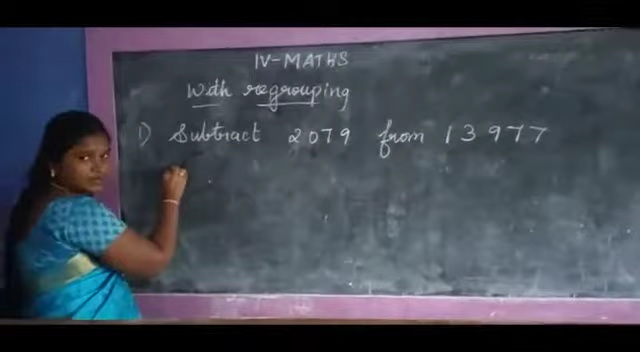 IV-MATHS
With regrouping
1) Subtract 2079 from 13977